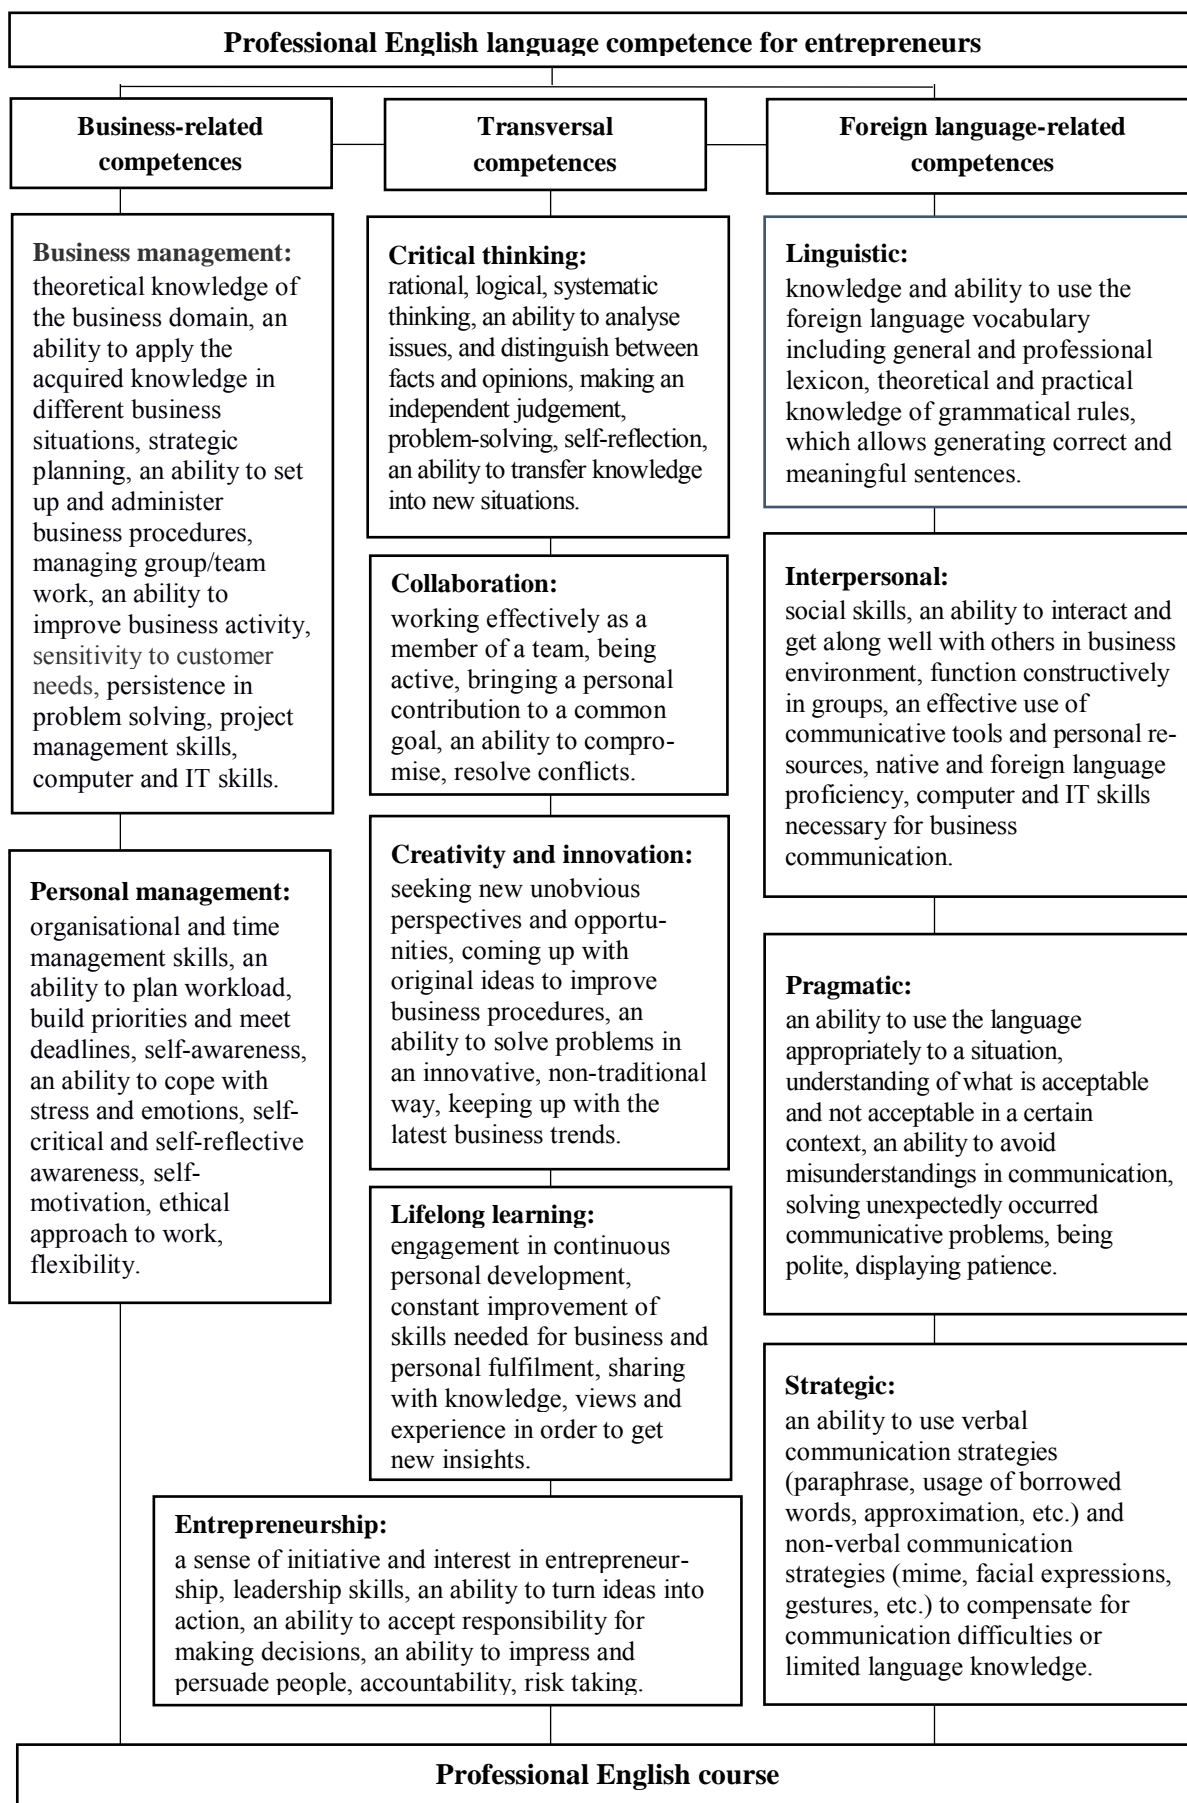 Professional English language competence for entrepreneurs
Business-related
competences
Transversal
competences
Foreign language-related
competences
Business management:
theoretical knowledge of
the business domain, an
ability to apply the
acquired knowledge in
different business
situations, strategic
planning, an ability to set
up and administer
business procedures,
managing group/team
work, an ability to
improve business activity,
sensitivity to customer
needs, persistence in
problem solving, project
management skills,
computer and IT skills.
Personal management:
organisational and time
management skills, an
ability to plan workload,
build priorities and meet
deadlines, self-awareness,
an ability to cope with
stress and emotions, self-
critical and self-reflective
awareness, self-
motivation, ethical
approach to work,
flexibility.
Critical thinking:
rational, logical, systematic
thinking, an ability to analyse
issues, and distinguish between
facts and opinions, making an
independent judgement,
problem-solving, self-reflection,
an ability to transfer knowledge
into new situations.
Collaboration:
working effectively as a
member of a team, being
active, bringing a personal
contribution to a common
goal, an ability to compro-
mise, resolve conflicts.
Creativity and innovation:
seeking new unobvious
perspectives and opportu-
nities, coming up with
original ideas to improve
business procedures, an
ability to solve problems in
an innovative, non-traditional
way, keeping up with the
latest business trends.
Lifelong learning:
engagement in continuous
personal development,
constant improvement of
skills needed for business and
personal fulfilment, sharing
with knowledge, views and
experience in order to get
new insights.
Entrepreneurship:
a sense of initiative and interest in entrepreneur-
ship, leadership skills, an ability to turn ideas into
action, an ability to accept responsibility for
making decisions, an ability to impress and
persuade people, accountability, risk taking.
Linguistic:
knowledge and ability to use the
foreign language vocabulary
including general and professional
lexicon, theoretical and practical
knowledge of grammatical rules,
which allows generating correct and
meaningful sentences.
Interpersonal:
social skills, an ability to interact and
get along well with others in business
environment, function constructively
in groups, an effective use of
communicative tools and personal re-
sources, native and foreign language
proficiency, computer and IT skills
necessary for business
communication.
Pragmatic:
an ability to use the language
appropriately to a situation,
understanding of what is acceptable
and not acceptable in a certain
context, an ability to avoid
misunderstandings in communication,
solving unexpectedly occurred
communicative problems, being
polite, displaying patience.
Strategic:
an ability to use verbal
communication strategies
(paraphrase, usage of borrowed
words, approximation, etc.) and
non-verbal communication
strategies (mime, facial expressions,
gestures, etc.) to compensate for
communication difficulties or
limited language knowledge.
Professional English course